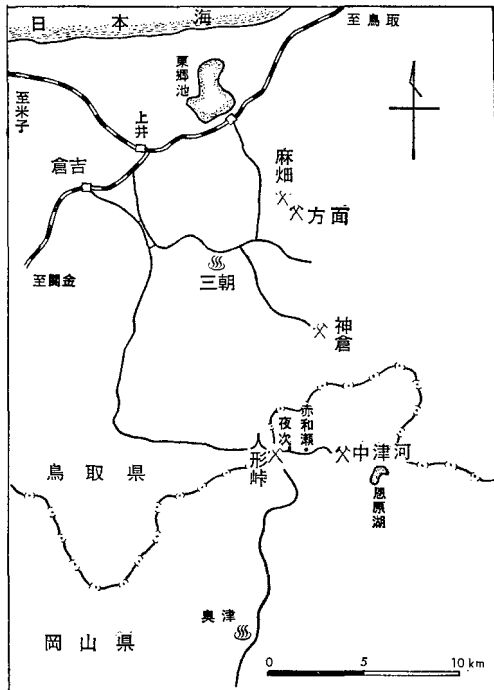 日本海
至鳥取
東郷池
至米子
上井
倉吉
麻畑
方面
三朝
至関金
神倉
赤和瀬
夜次
人形峠
中津河
恩原湖
鳥取県
奥津
岡山県
0 5 10 km